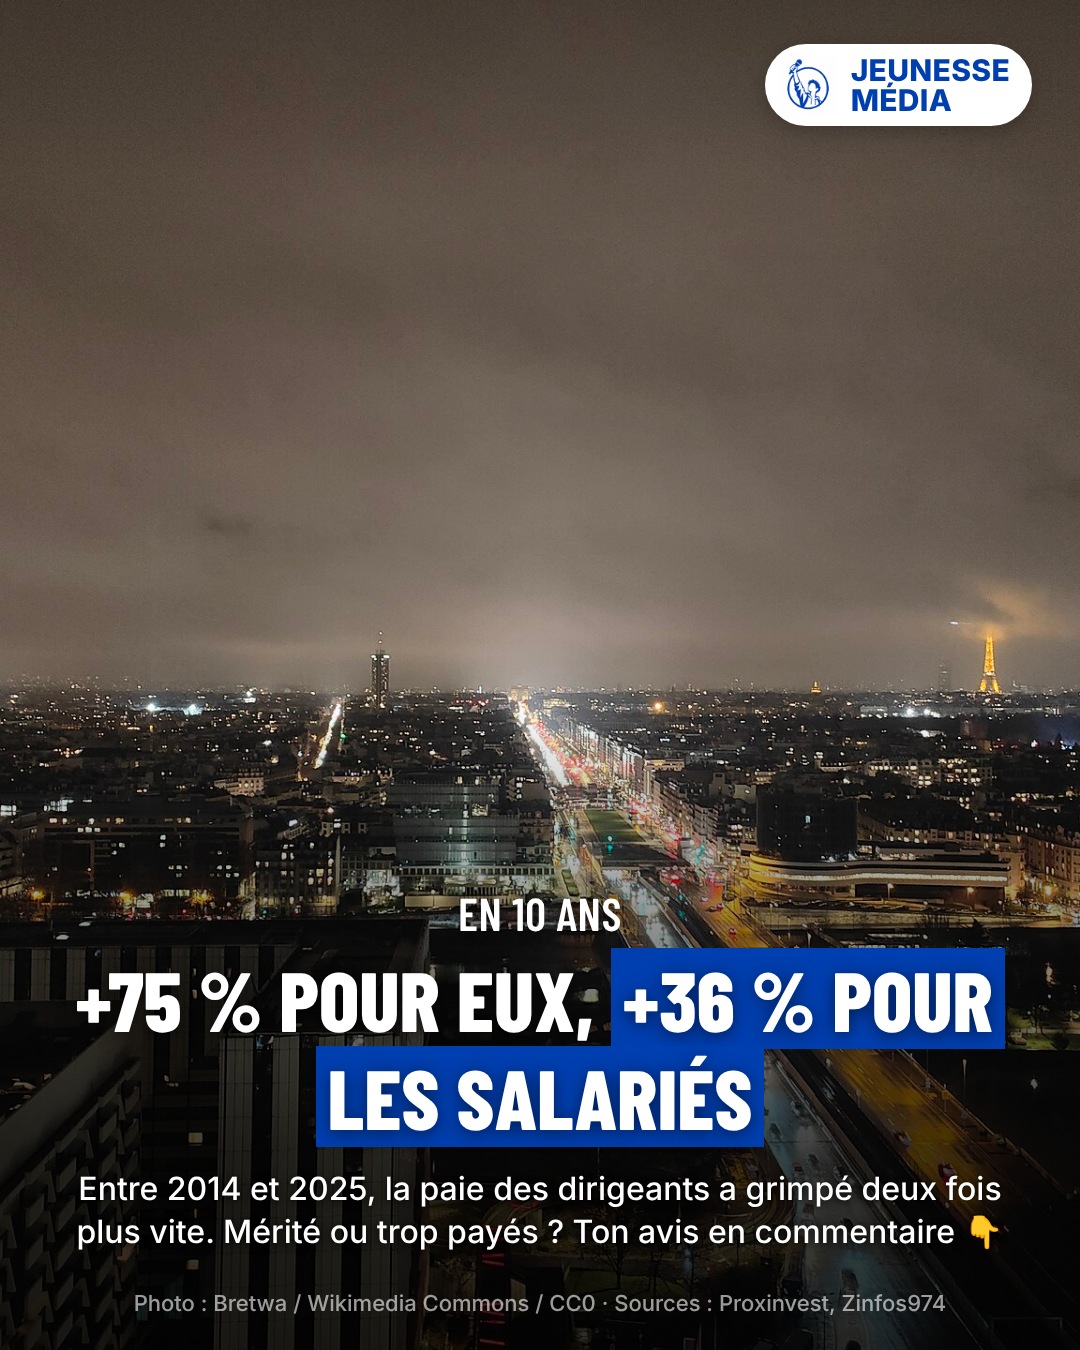 JEUNESSE
MÉDIA
EN 10 ANS
+75 % POUR EUX, +36 % POUR
LES SALARIÉS
Entre 2014 et 2025, la paie des dirigeants a grimpé deux fois
plus vite. Mérité ou trop payés ? Ton avis en commentaire 👇
Photo : Bretwa / Wikimedia Commons / CC0 · Sources : Proxinvest, Zinfos974